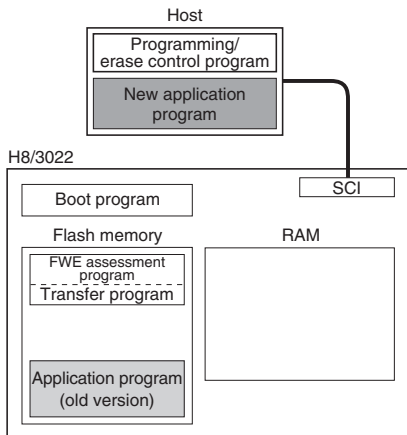 Host
Programming/
erase control program
New application
program
H8/3022
SCI
Boot program
Flash memory
RAM
FWE assessment
program
Transfer program
Application program
(old version)